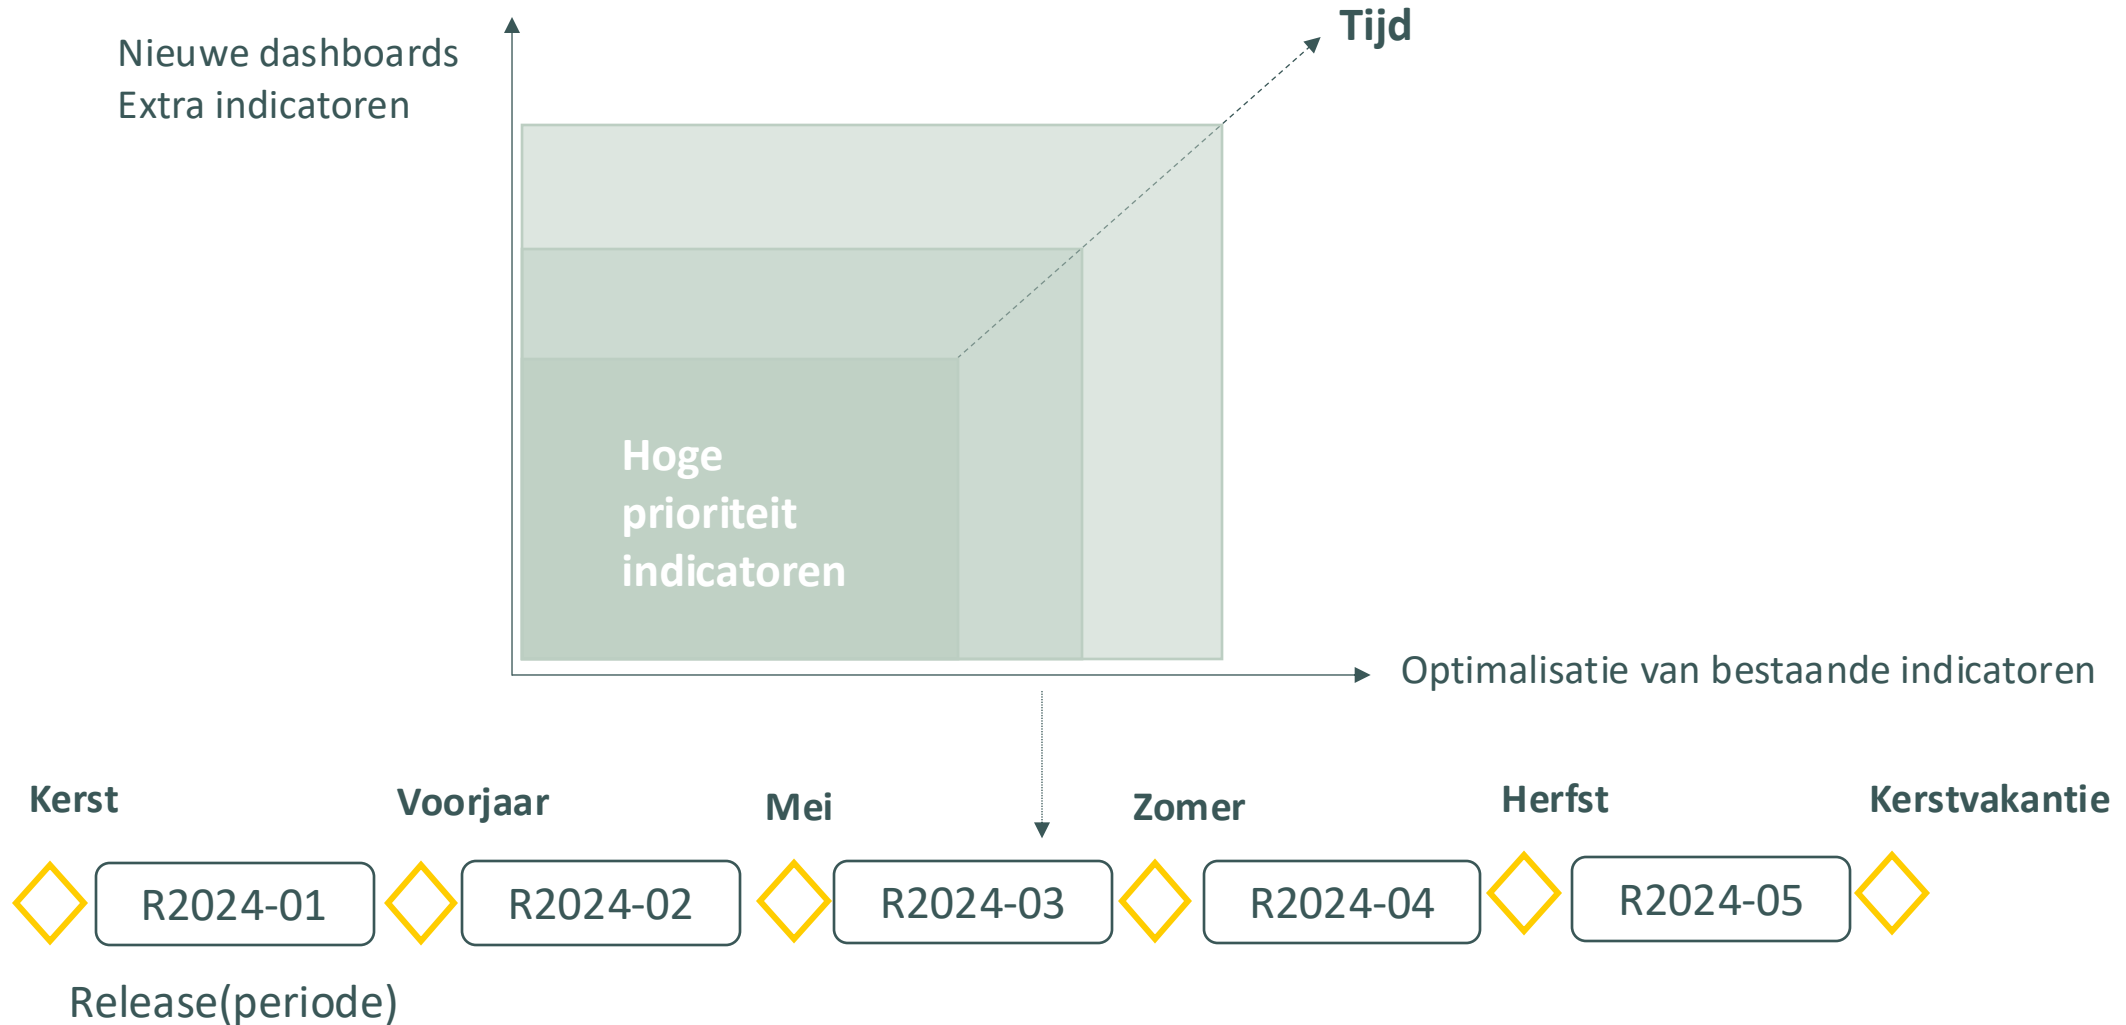 Tijd
Nieuwe dashboards
Extra indicatoren
Hoge
prioriteit
indicatoren
Optimalisatie van bestaande indicatoren
Kerst
Voorjaar
Mei
Zomer
Herfst
Kerstvakantie
R2024-01
R2024-02
R2024-03
R2024-04
R2024-05
Release(periode)